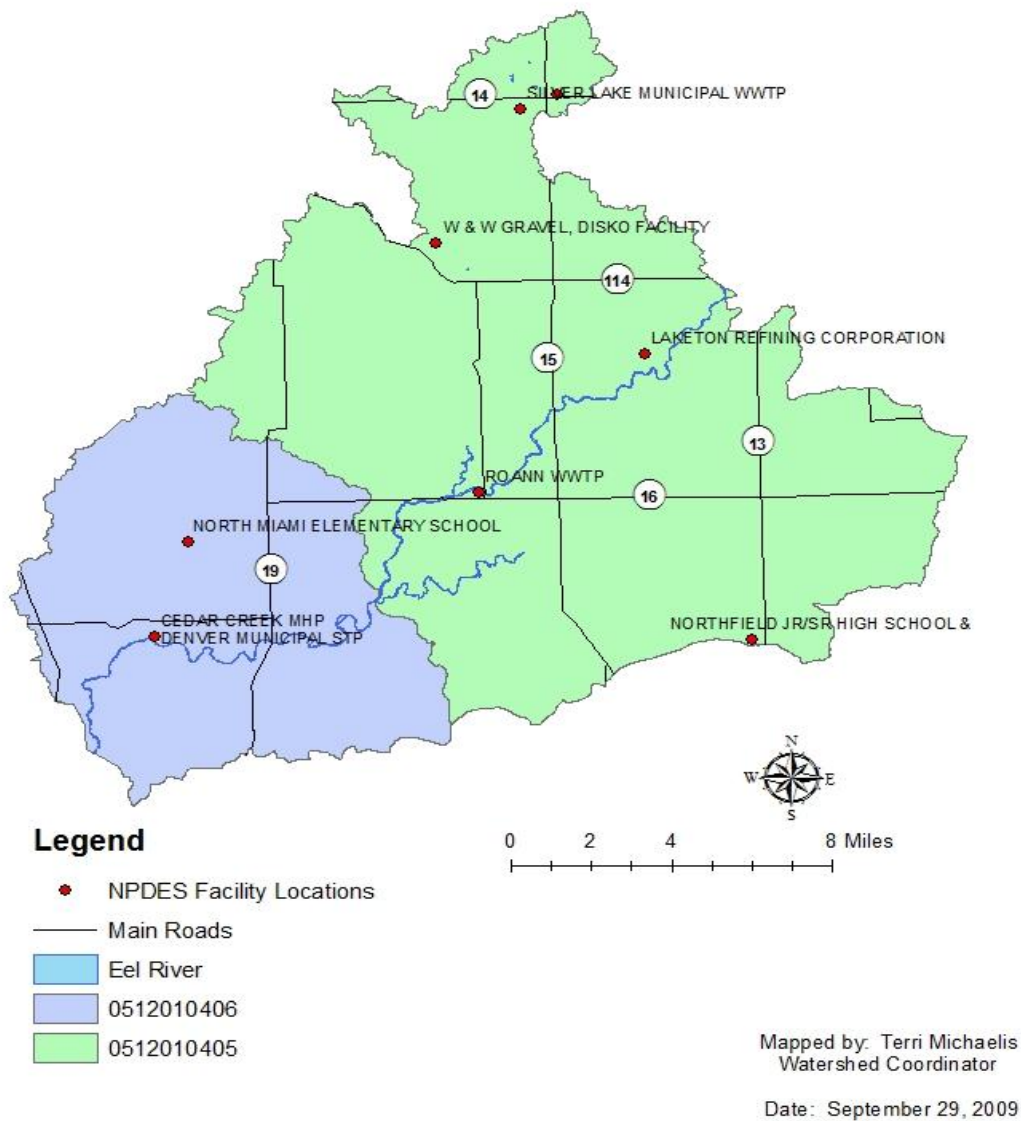 14
SILVER LAKE MUNICIPAL WWTP
W & W GRAVEL, DISKO FACILITY
114
LAKETON REFINING CORPORATION
15
13
ROANN WWTP
16
NORTH MIAMI ELEMENTARY SCHOOL
19
CEDAR CREEK MHP
DENVER MUNICIPAL STP
NORTHFIELD JR/SR HIGH SCHOOL &
N
W E
S
Legend
0 2 4 8 Miles
NPDES Facility Locations
Main Roads
Eel River
0512010406
0512010405
Mapped by: Terri Michaelis
Watershed Coordinator
Date: September 29, 2009